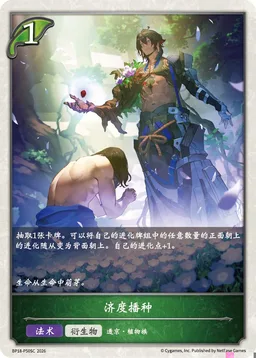 1
抽取1张卡牌。可以将自己的进化牌组中的任意数量的正面朝上
的进化随从变为背面朝上。自己的进化点+1。
生命从生命中萌芽。
济度播种
法术
衍生物
造京・植物族
BP18-P50SC 2026
© Cygames, Inc. Published by NetEase Games